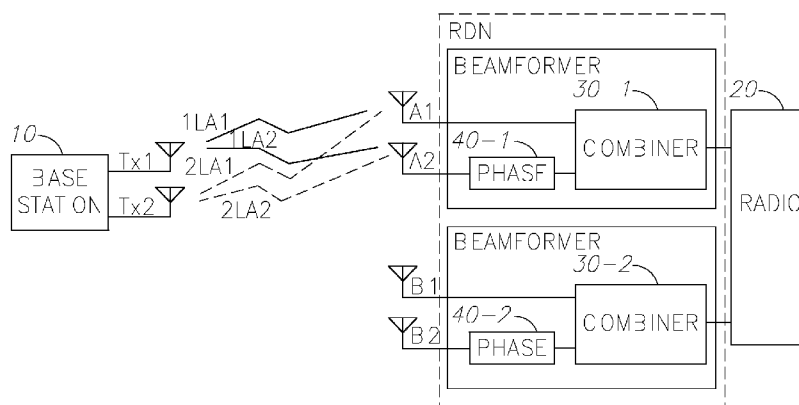 RDN
BEAMFORMER
30 1
20
1LA1
1LA2
A1
10
Tx1
2LA1
A2
40-1
COMBINER
BASE
STATION
PHASE
Tx2
2LA2
RADIO
BEAMFORMER
30-2
B1
40-2
COMBINER
B2
PHASE